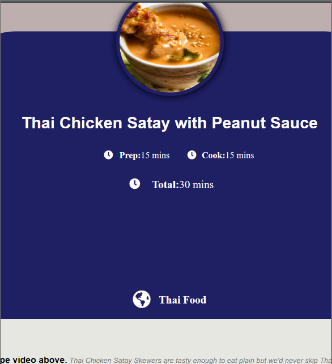 Thai Chicken Satay with Peanut Sauce
Prep:15 mins Cook:15 mins
Total:30 mins
Thai Food
pe video above. Thai Chicken Satay Skewers are tasty enough to eat plain but we'd never skip Tha